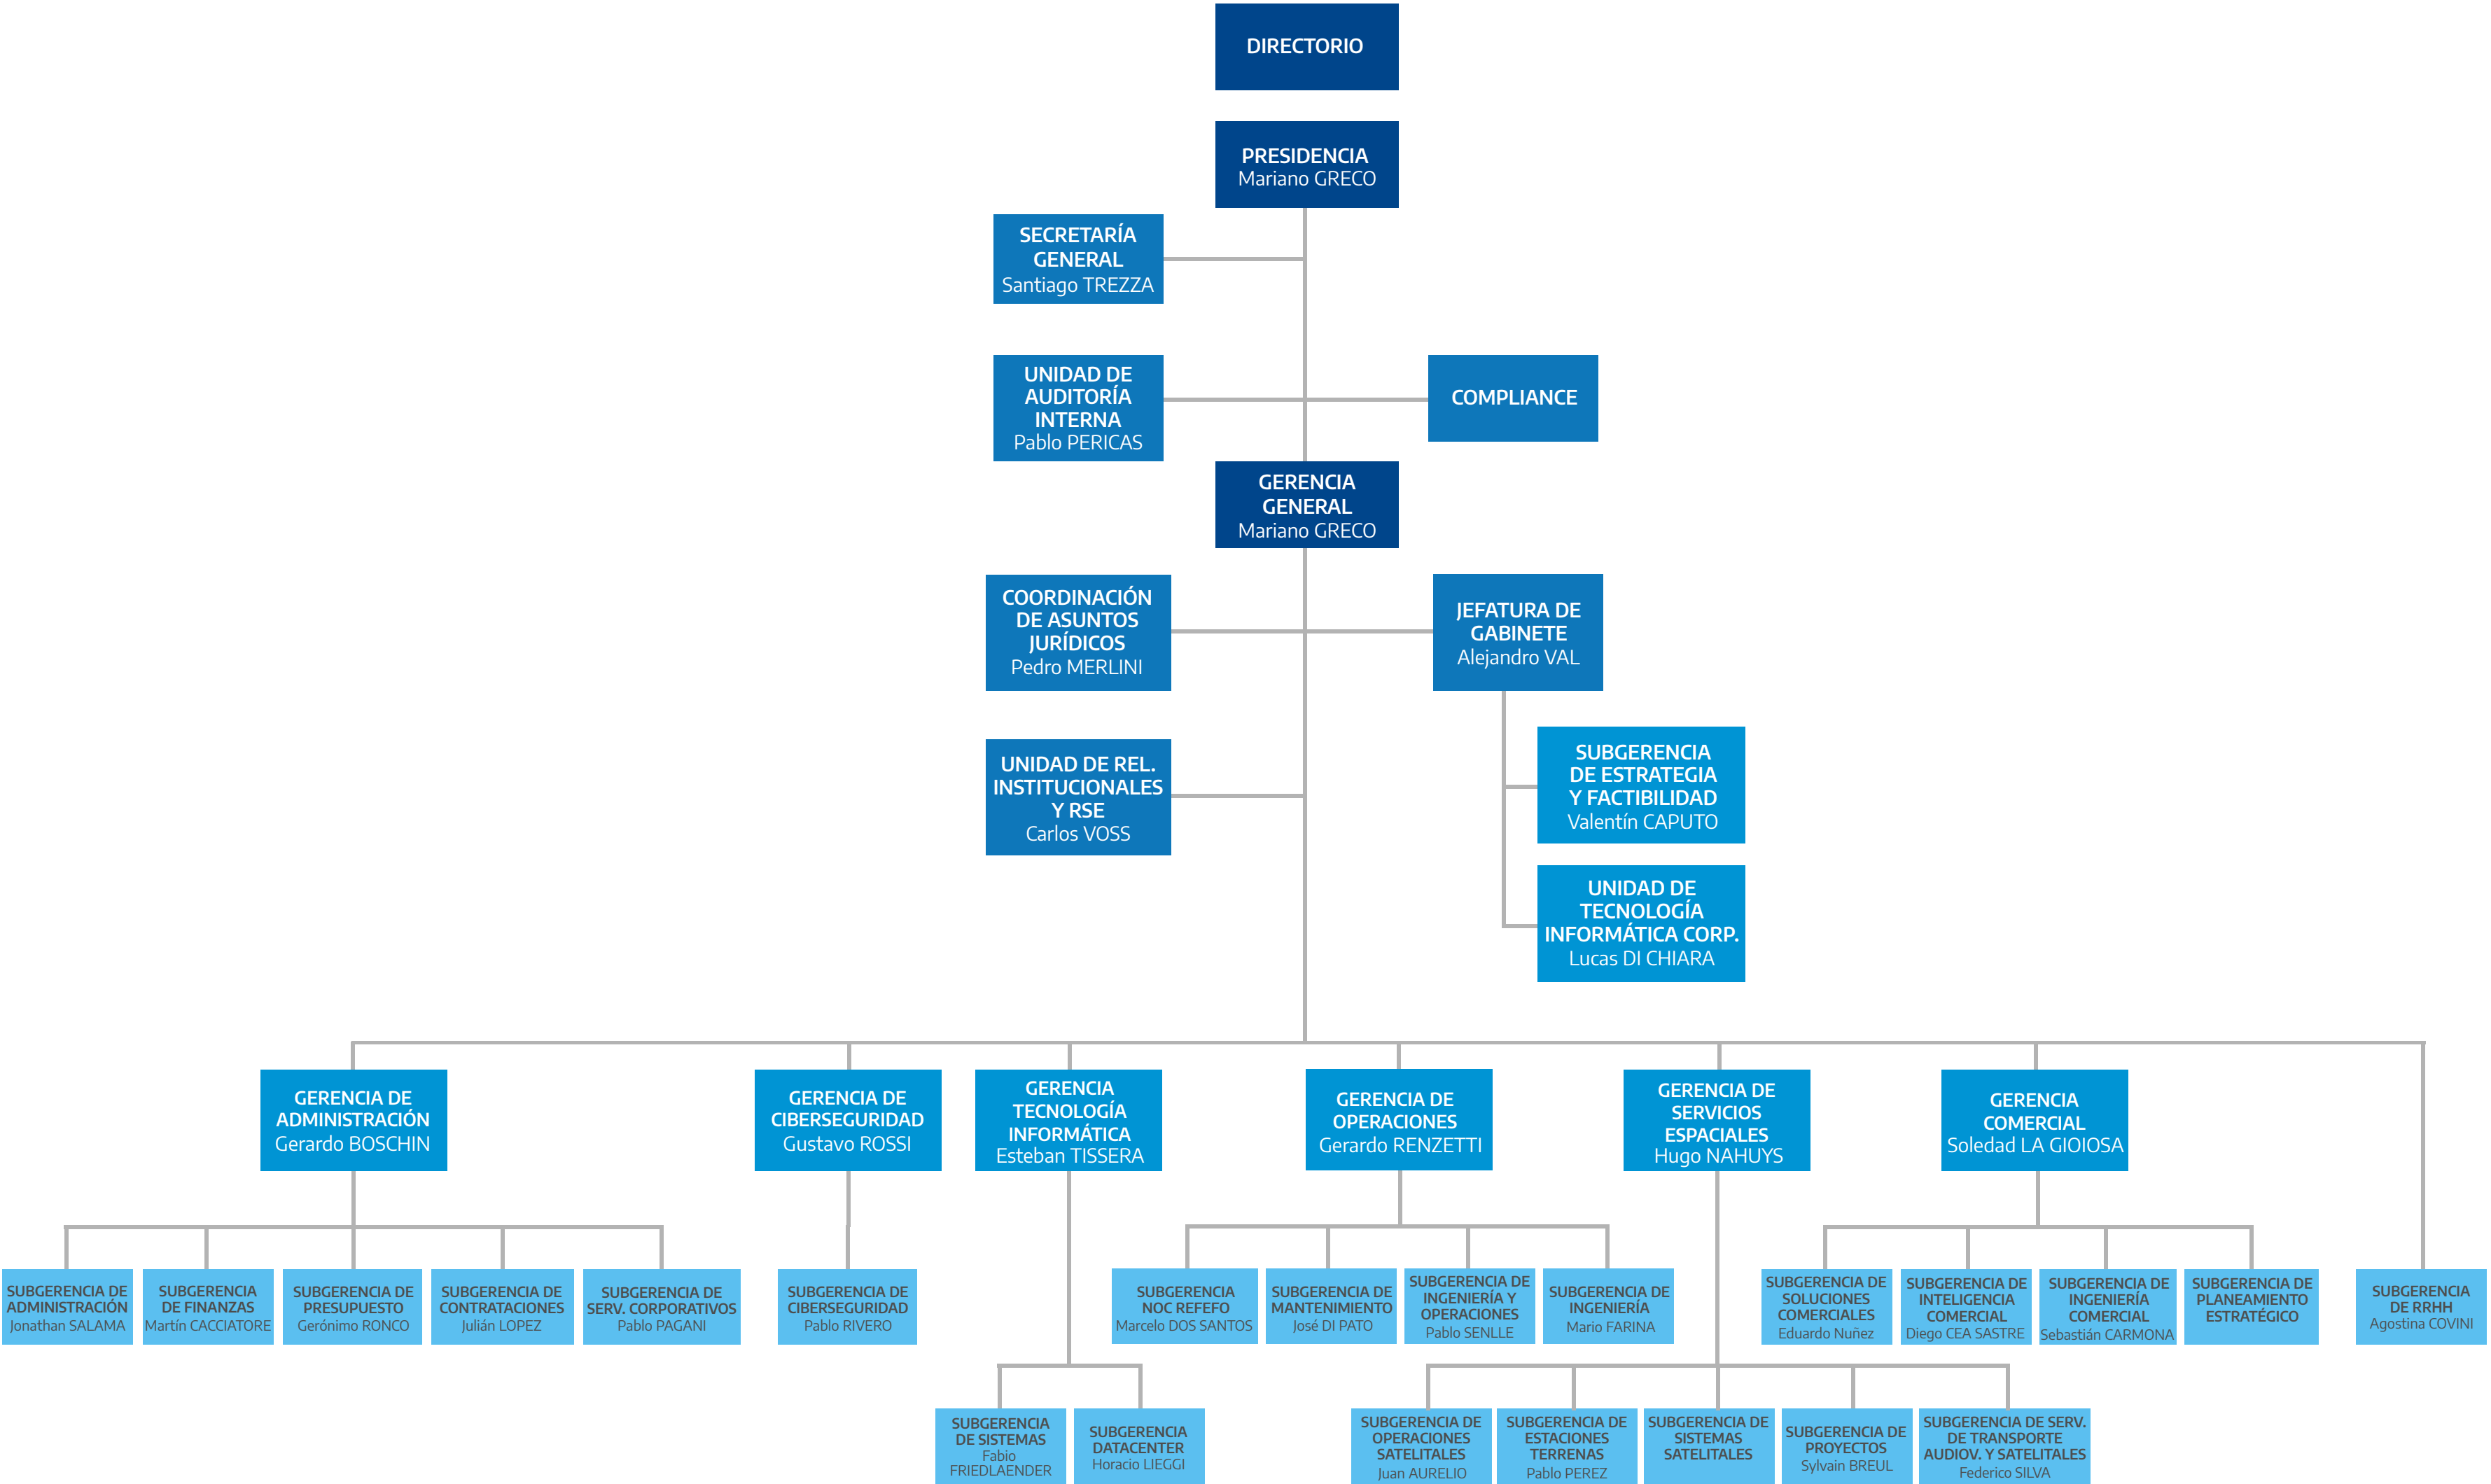 DIRECTORIO
PRESIDENCIA
Mariano GRECO
SECRETARÍA
GENERAL
Santiago TREZZA
UNIDAD DE
AUDITORÍA
INTERNA
Pablo PERICAS
COMPLIANCE
GERENCIA
GENERAL
Mariano GRECO
COORDINACIÓN
DE ASUNTOS
JURÍDICOS
Pedro MERLINI
JEFATURA DE
GABINETE
Alejandro VAL
UNIDAD DE REL.
INSTITUCIONALES
Y RSE
Carlos VOSS
SUBGERENCIA
DE ESTRATEGIA
Y FACTIBILIDAD
Valentín CAPUTO
UNIDAD DE
TECNOLOGÍA
INFORMÁTICA CORP.
Lucas DI CHIARA
GERENCIA DE
ADMINISTRACIÓN
Gerardo BOSCHIN
GERENCIA DE
CIBERSEGURIDAD
Gustavo ROSSI
GERENCIA
TECNOLOGÍA
INFORMÁTICA
Esteban TISSERA
GERENCIA DE
OPERACIONES
Gerardo RENZETTI
GERENCIA DE
SERVICIOS
ESPACIALES
Hugo NAHUYS
GERENCIA
COMERCIAL
Soledad LA GIOIOSA
SUBGERENCIA DE
ADMINISTRACIÓN
Jonathan SALAMA
SUBGERENCIA
DE FINANZAS
Martín CACCIATORE
SUBGERENCIA DE
PRESUPUESTO
Gerónimo RONCO
SUBGERENCIA DE
CONTRATACIONES
Julián LOPEZ
SUBGERENCIA DE
SERV. CORPORATIVOS
Pablo PAGANI
SUBGERENCIA DE
CIBERSEGURIDAD
Pablo RIVERO
SUBGERENCIA
NOC REFEFO
Marcelo DOS SANTOS
SUBGERENCIA DE
MANTENIMIENTO
José DI PATO
SUBGERENCIA DE
INGENIERÍA Y
OPERACIONES
Pablo SENLLE
SUBGERENCIA DE
INGENIERÍA
Mario FARINA
SUBGERENCIA DE
SOLUCIONES
COMERCIALES
Eduardo Nuñez
SUBGERENCIA DE
INTELIGENCIA
COMERCIAL
Diego CEA SASTRE
SUBGERENCIA DE
INGENIERÍA
COMERCIAL
Sebastián CARMONA
SUBGERENCIA DE
PLANEAMIENTO
ESTRATÉGICO
SUBGERENCIA
DE RRHH
Agostina COVINI
SUBGERENCIA
DE SISTEMAS
Fabio
FRIEDLAENDER
SUBGERENCIA
DATACENTER
Horacio LIEGGI
SUBGERENCIA DE
OPERACIONES
SATELITALES
Juan AURELIO
SUBGERENCIA DE
ESTACIONES
TERRENAS
Pablo PEREZ
SUBGERENCIA DE
SISTEMAS
SATELITALES
SUBGERENCIA DE
PROYECTOS
Sylvain BREUL
SUBGERENCIA DE SERV.
DE TRANSPORTE
AUDIOV. Y SATELITALES
Federico SILVA